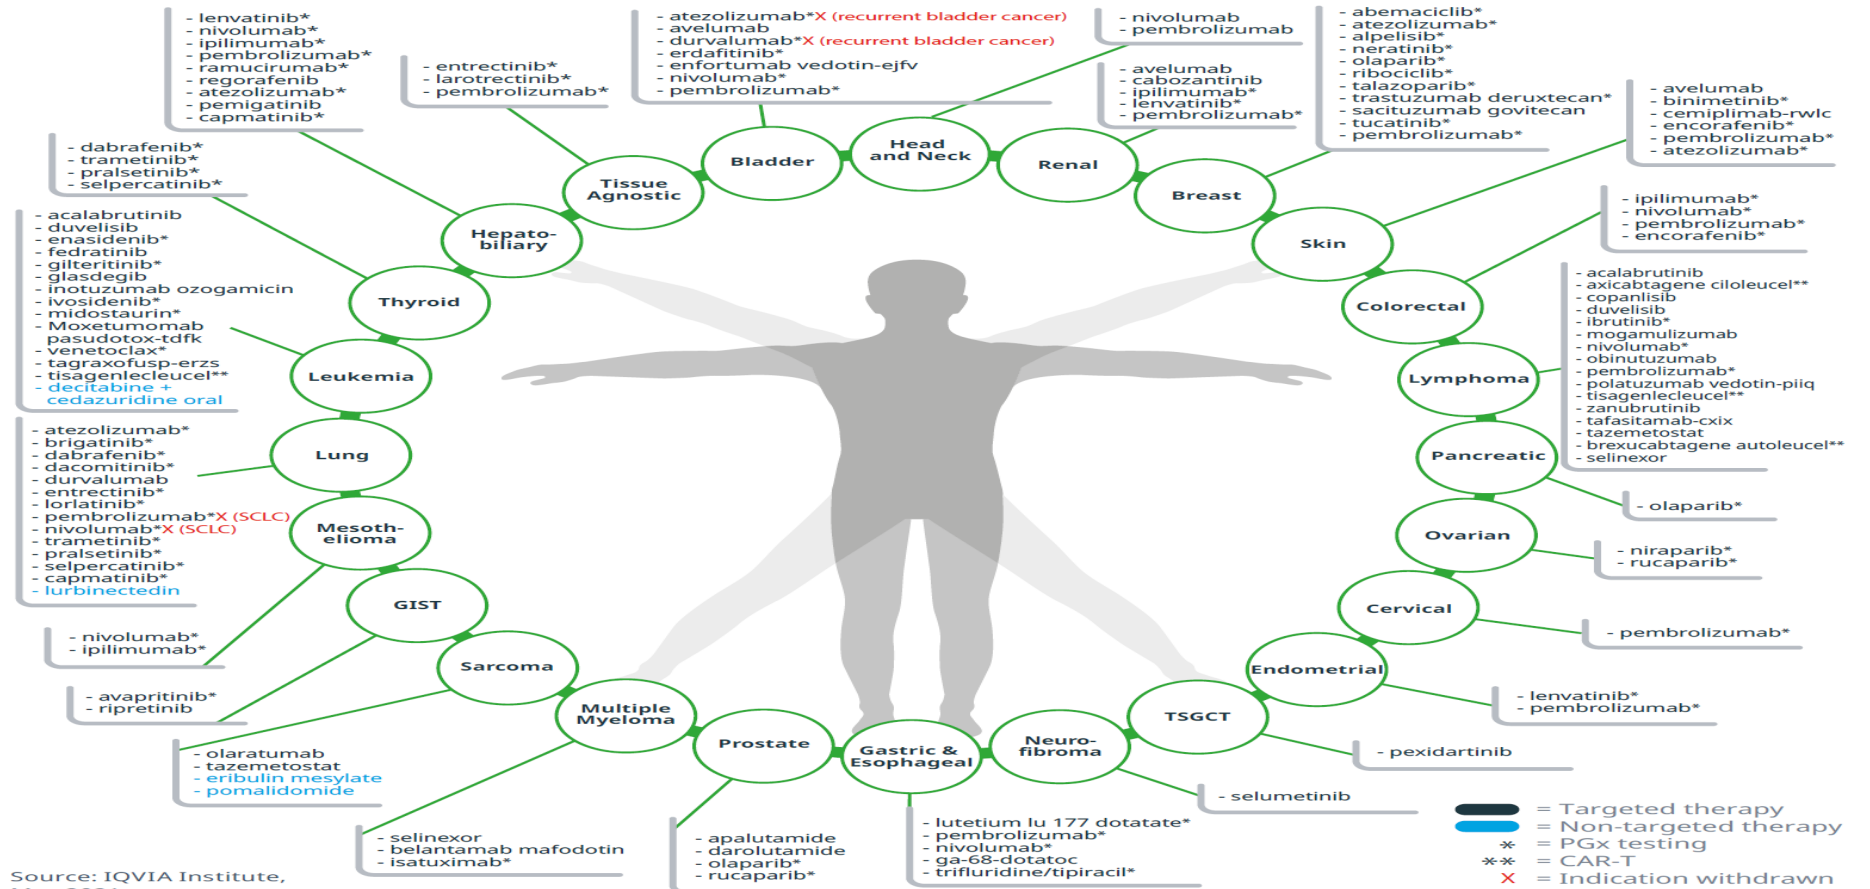 - lenvatinib*
- nivolumab*
- ipilimumab*
- pembrolizumab*
- ramucirumab*
- regorafenib
- atezolizumab*
- pemigatinib
- capmatinib*
- entrectinib*
- larotrectinib*
- pembrolizumab*
- atezolizumab*X (recurrent bladder cancer)
- avelumab
- durvalumab*X (recurrent bladder cancer)
- erdafitinib*
- enfortumab vedotin-ejfv
- nivolumab*
- pembrolizumab*
- nivolumab
- pembrolizumab
- avelumab
- cabozantinib
- ipilimumab*
- lenvatinib*
- pembrolizumab*
- abemaciclib*
- atezolizumab*
- alpelisib*
- neratinib*
- olaparib*
- ribociclib*
- talazoparib*
- trastuzumab deruxtecan*
- sacituzumab govitecan
- tucatinib*
- pembrolizumab*
- avelumab
- binimetinib*
- cemiplimab-rwlc
- encorafenib*
- pembrolizumab*
- atezolizumab*
- dabrafenib*
- trametinib*
- pralsetinib*
- selpercatinib*
- ipilimumab*
- nivolumab*
- pembrolizumab*
- encorafenib*
- acalabrutinib
- duvelisib
- enasidenib*
- fedratinib
- gilteritinib*
- glasdegib
- inotuzumab ozogamicin
- ivosidenib*
- midostaurin*
- Moxetumomab
pasudotox-tdfk
- venetoclax*
- tagraxofusp-erzs
- tisagenlecleucel**
- decitabine +
cedazuridine oral
- acalabrutinib
- axicabtagene ciloleucel**
- copanlisib
- duvelisib
- ibrutinib*
- mogamulizumab
- nivolumab*
- obinutuzumab
- pembrolizumab*
- polatuzumab vedotin-piiq
- tisagenlecleucel**
- zanubrutinib
- tafasitamab-cxix
- tazemetostat
- brexucabtagene autoleucel**
- selinexor
- atezolizumab*
- brigatinib*
- dabrafenib*
- dacomitinib*
- durvalumab
- entrectinib*
- lorlatinib*
- pembrolizumab*X (SCLC)
- nivolumab*X (SCLC)
- trametinib*
- pralsetinib*
- selpercatinib*
- capmatinib*
- lurbinectedin
- olaparib*
- niraparib*
- rucaparib*
- nivolumab*
- ipilimumab*
- pembrolizumab*
- avapritinib*
- ripretinib
- lenvatinib*
- pembrolizumab*
- olaratumab
- tazemetostat
- eribulin mesylate
- pomalidomide
- pexidartinib
- selinexor
- belantamab mafodotin
- isatuximab*
- apalutamide
- darolutamide
- olaparib*
- rucaparib*
- lutetium lu 177 dotatate*
- pembrolizumab*
- nivolumab*
- ga-68-dotatoc
- trifluridine/tipiracil*
- selumetinib
Head
and Neck
Renal
Breast
Skin
Colorectal
Lymphoma
Pancreatic
Ovarian
Cervical
Endometrial
TSGCT
Neuro-
fibroma
Gastric &
Esophageal
Prostate
Multiple
Myeloma
Sarcoma
GIST
Mesoth-
elioma
Lung
Leukemia
Thyroid
Hepato-
biliary
Tissue
Agnostic
Bladder
= Targeted therapy
= Non-targeted therapy
* = PGx testing
** = CAR-T
X = Indication withdrawn
Source: IQVIA Institute,